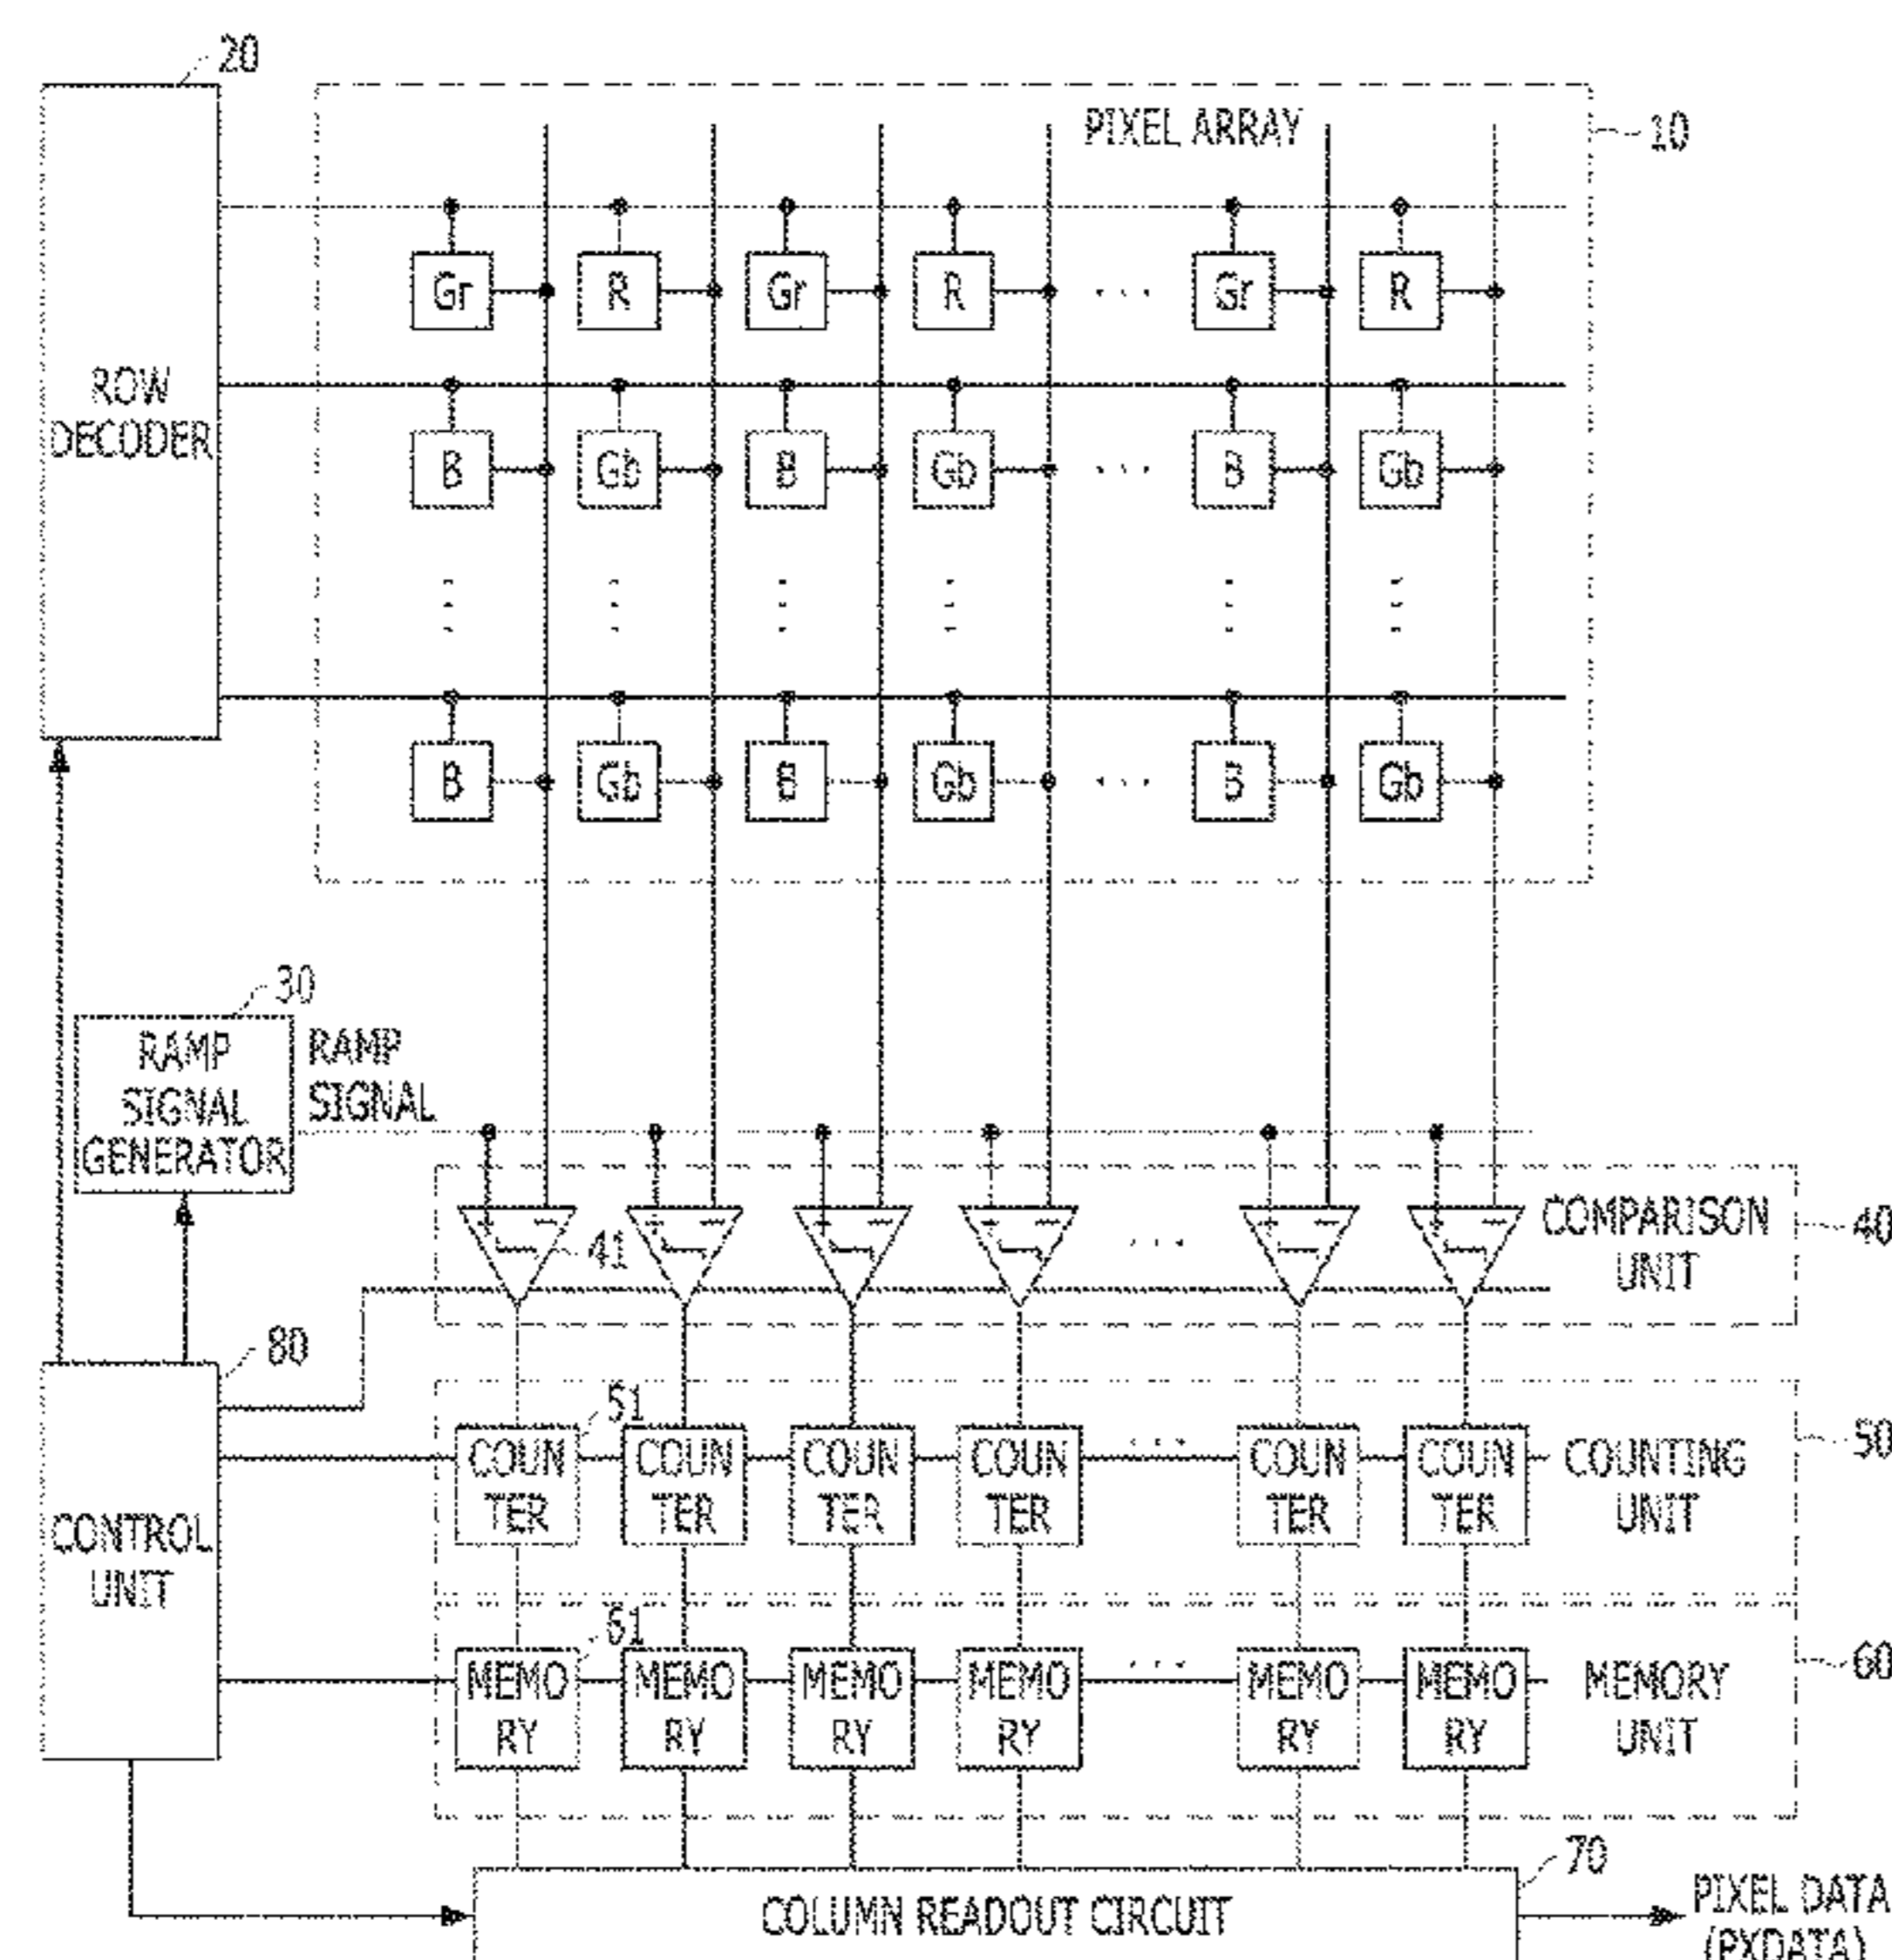 20
PIXEL ARRAY
10
Gr R Gr R ... Gr R
ROW
DECODER
B Gb B Gb ... B Gb
B Gb B Gb ... B Gb
30
RAMP
SIGNAL
GENERATOR
RAMP
SIGNAL
41
COMPARISON
UNIT
40
80
CONTROL
UNIT
51
COUN
TER
COUN
TER
COUN
TER
COUN
TER
...
COUN
TER
COUN
TER
COUNTING
UNIT
50
61
MEMO
RY
MEMO
RY
MEMO
RY
MEMO
RY
...
MEMO
RY
MEMO
RY
MEMORY
UNIT
60
70
COLUMN READOUT CIRCUIT
PIXEL DATA
(PXDATA)